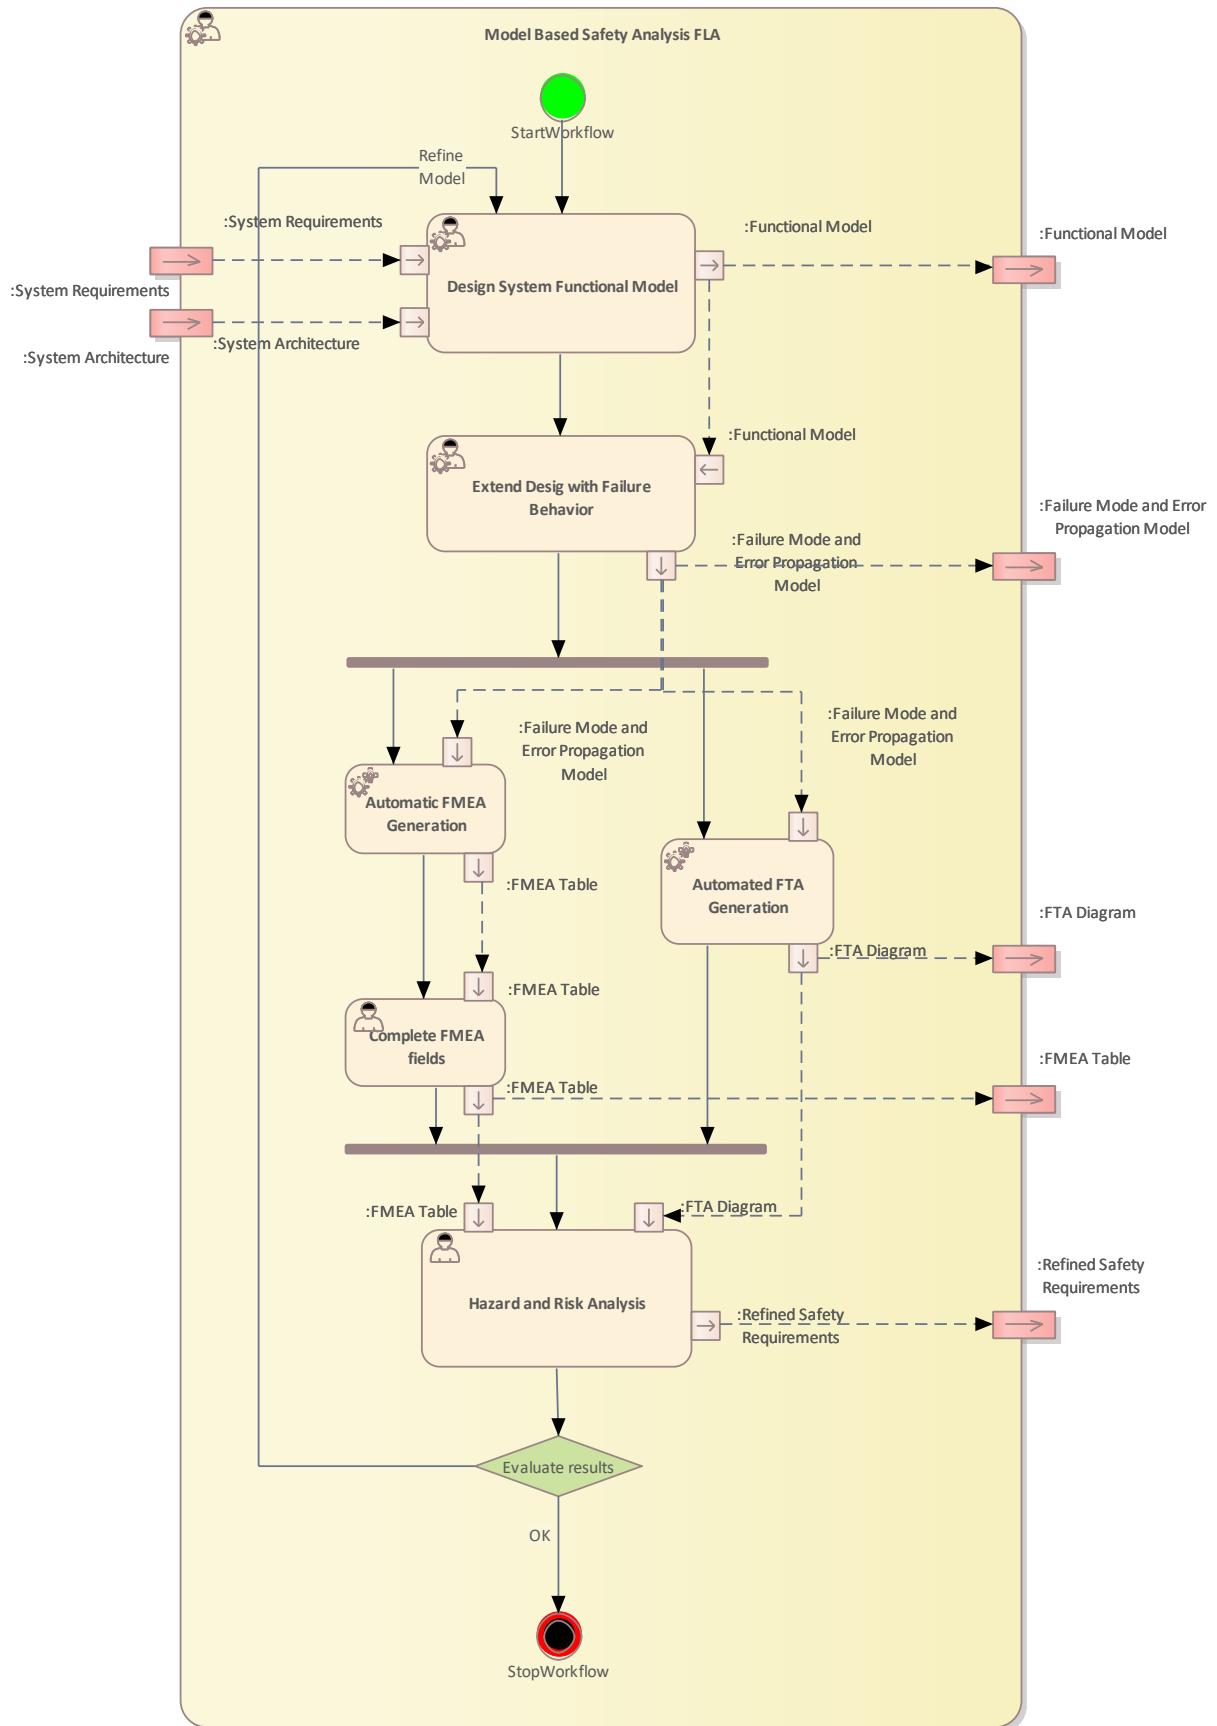 Model Based Safety Analysis FLA
StartWorkflow
Refine
Model
:System Requirements
:System Requirements
:System Architecture
:System Architecture
Design System Functional Model
:Functional Model
:Functional Model
:Functional Model
Extend Desig with Failure
Behavior
:Failure Mode and
Error Propagation
Model
:Failure Mode and Error
Propagation Model
:Failure Mode and
Error Propagation
Model
:Failure Mode and
Error Propagation
Model
Automatic FMEA
Generation
:FMEA Table
Automated FTA
Generation
:FTA Diagram
:FTA Diagram
:FMEA Table
Complete FMEA
fields
:FMEA Table
:FMEA Table
:FMEA Table
:FTA Diagram
Hazard and Risk Analysis
:Refined Safety
Requirements
:Refined Safety
Requirements
Evaluate results
OK
StopWorkflow